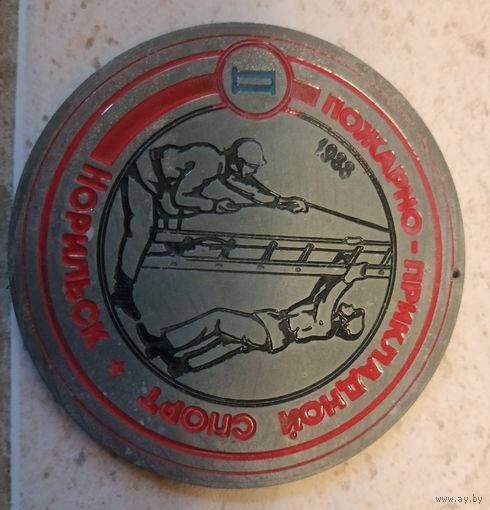 II
1988
ПОЖАРНО-ПРИКЛАДНОЙ СПОРТ
★ НОРИЛЬСК
www.ay.by